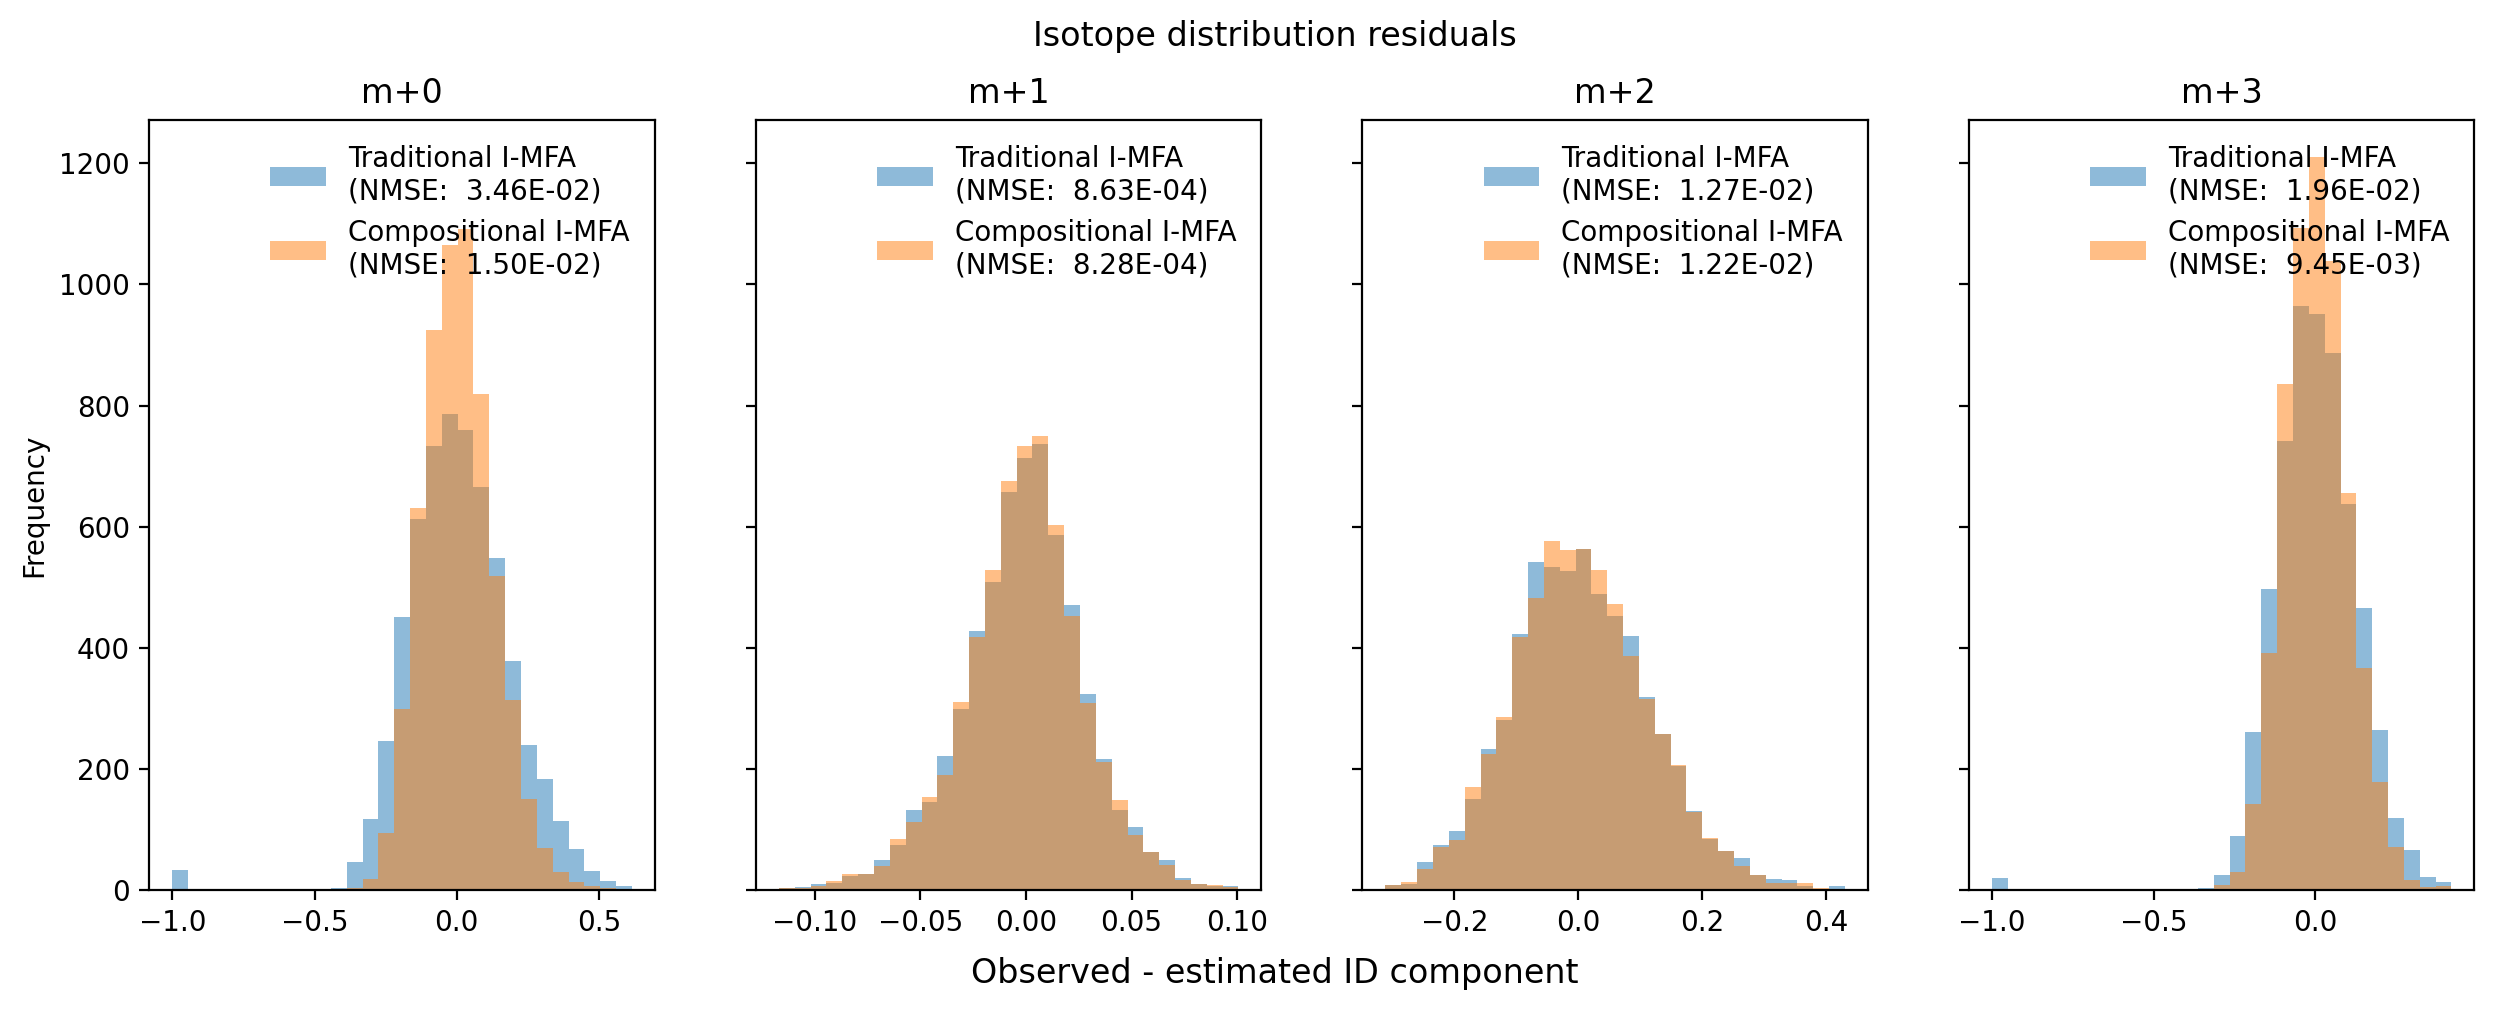 Isotope distribution residuals
m+0
m+1
m+2
m+3
Traditional I-MFA
(NMSE:  3.46E-02)
Compositional I-MFA
(NMSE:  1.50E-02)
Traditional I-MFA
(NMSE:  8.63E-04)
Compositional I-MFA
(NMSE:  8.28E-04)
Traditional I-MFA
(NMSE:  1.27E-02)
Compositional I-MFA
(NMSE:  1.22E-02)
Traditional I-MFA
(NMSE:  1.96E-02)
Compositional I-MFA
(NMSE:  9.45E-03)
Frequency
1200
1000
800
600
400
200
0
−1.0 −0.5 0.0 0.5
−0.10 −0.05 0.00 0.05 0.10
−0.2 0.0 0.2 0.4
−1.0 −0.5 0.0
Observed - estimated ID component